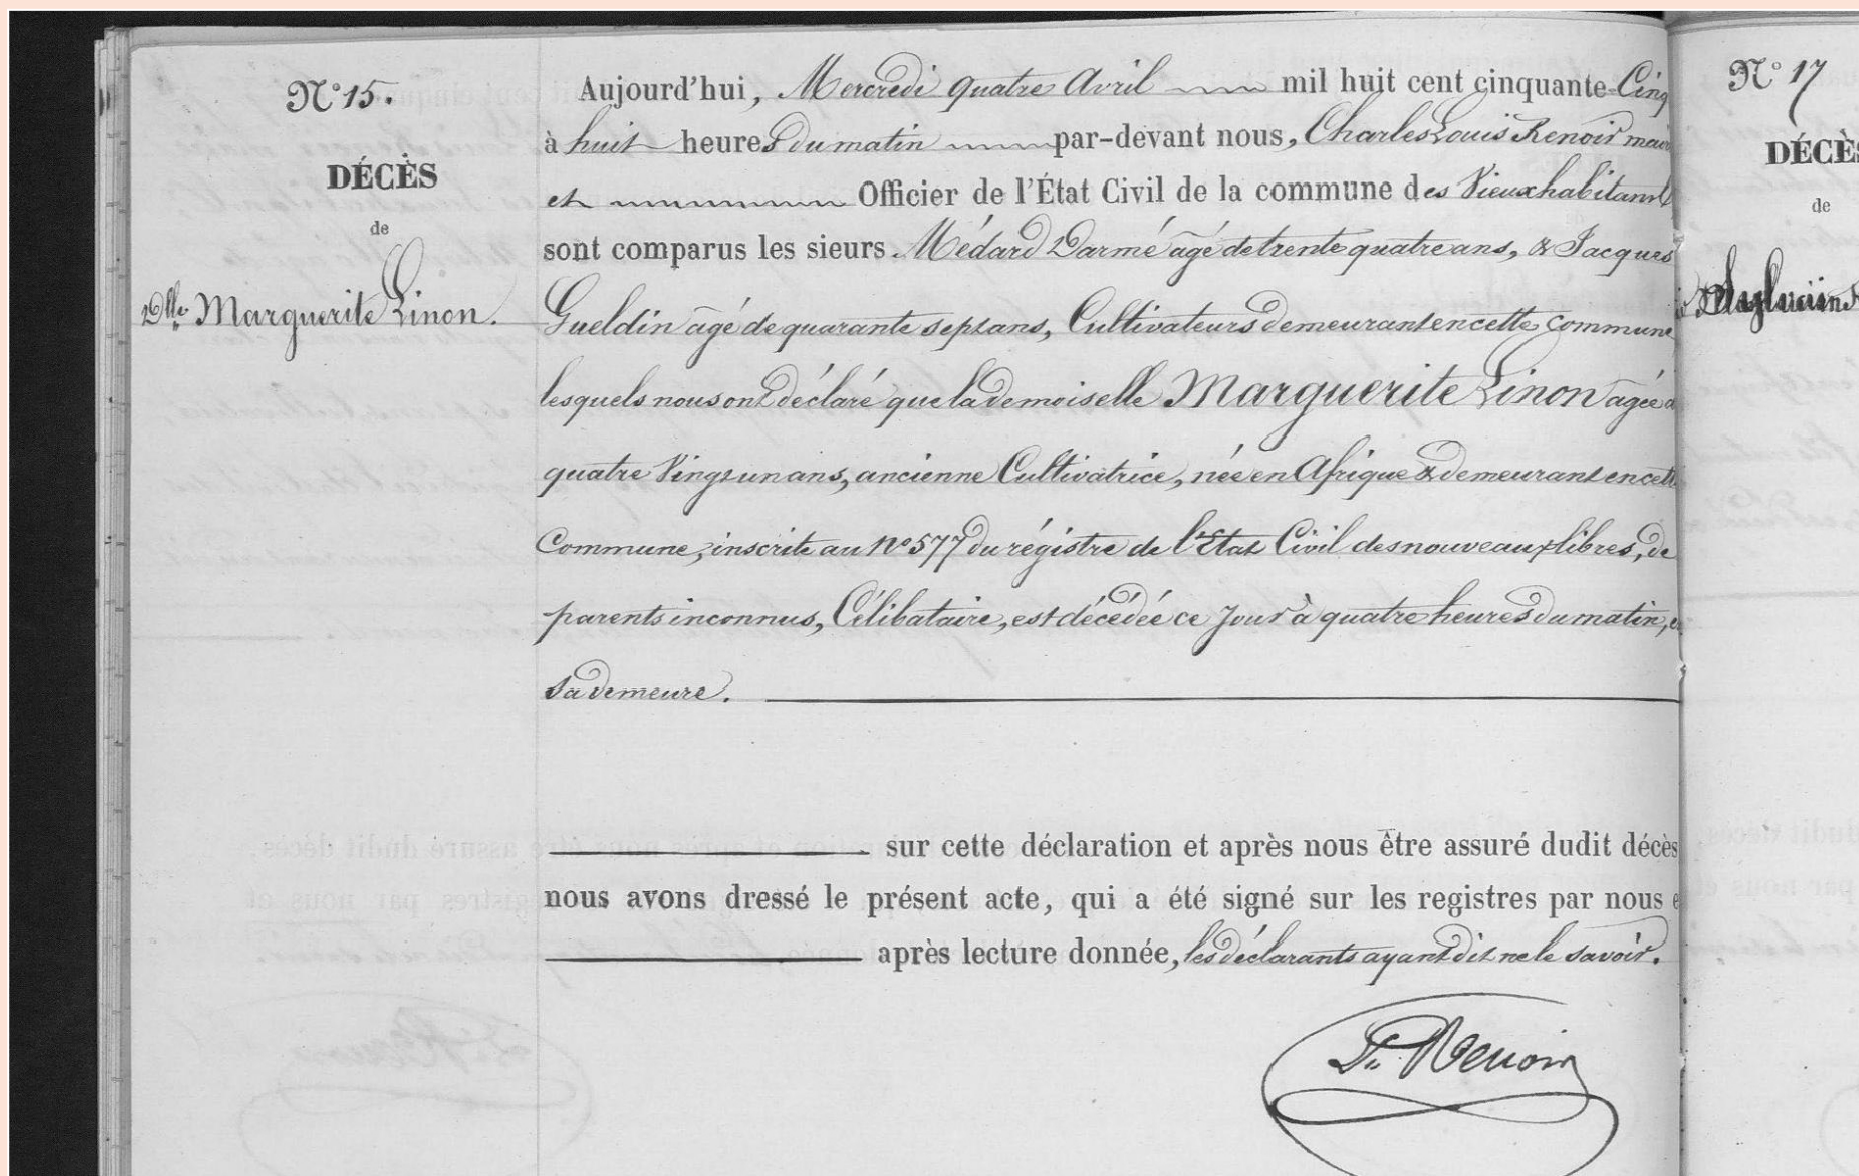 N° 15.
DÉCÈS
de
Dlle Marguerite Linon.
Aujourd'hui, Mercredi quatre Avril mil huit cent cinquante-Cinq
à huit heures du matin par-devant nous, Charles Louis Renoir mair
et Officier de l'État Civil de la commune des Vieuxhabitants
sont comparus les sieurs Médard Darmé âgé de trente quatre ans, & Jacques
Gueldin âgé de quarante sept ans, Cultivateurs demeurant en cette Commune
lesquels nous ont déclaré que la demoiselle Marguerite Linon âgée d
quatre Vingt un ans, ancienne Cultivatrice, née en Afrique & demeurant en cette
Commune, inscrite au N° 577 du régistre de l'Etat Civil des nouveaux libres, de
parents inconnus, Célibataire, est décédée ce Jour à quatre heures du matin, e
sa demeure.
sur cette déclaration et après nous être assuré dudit décès
nous avons dressé le présent acte, qui a été signé sur les registres par nous e
après lecture donnée, les déclarants ayant dit ne le savoir.
Renoir
N° 17
DÉCÈS
de